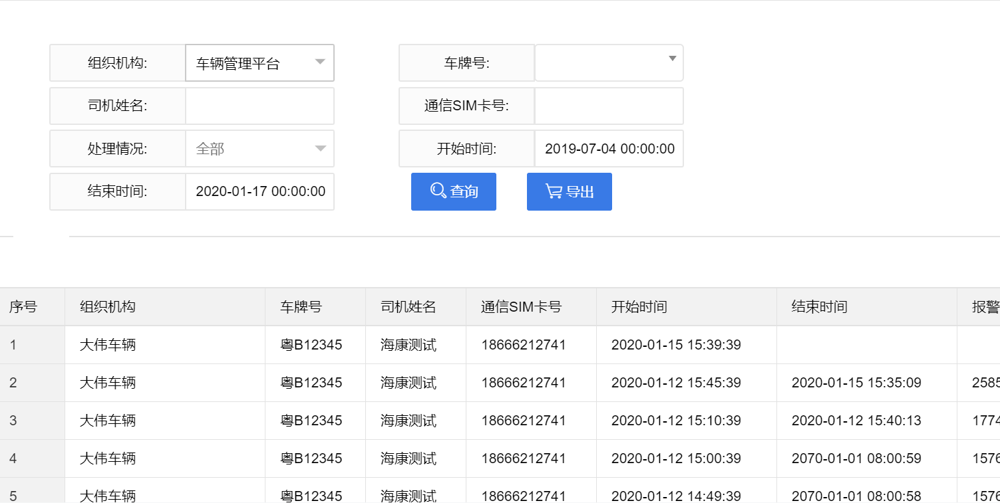 组织机构: 车辆管理平台 车牌号:
司机姓名: 通信SIM卡号:
处理情况: 全部 开始时间: 2019-07-04 00:00:00
结束时间: 2020-01-17 00:00:00 查询 导出
序号 组织机构 车牌号 司机姓名 通信SIM卡号 开始时间 结束时间 报警
1 大伟车辆 粤B12345 海康测试 18666212741 2020-01-15 15:39:39
2 大伟车辆 粤B12345 海康测试 18666212741 2020-01-12 15:45:39 2020-01-15 15:35:09 2585
3 大伟车辆 粤B12345 海康测试 18666212741 2020-01-12 15:10:39 2020-01-12 15:40:13 1774
4 大伟车辆 粤B12345 海康测试 18666212741 2020-01-12 15:00:39 2070-01-01 08:00:59 1576
5 大伟车辆 粤B12345 海康测试 18666212741 2020-01-12 14:49:39 2070-01-01 08:00:58 1576